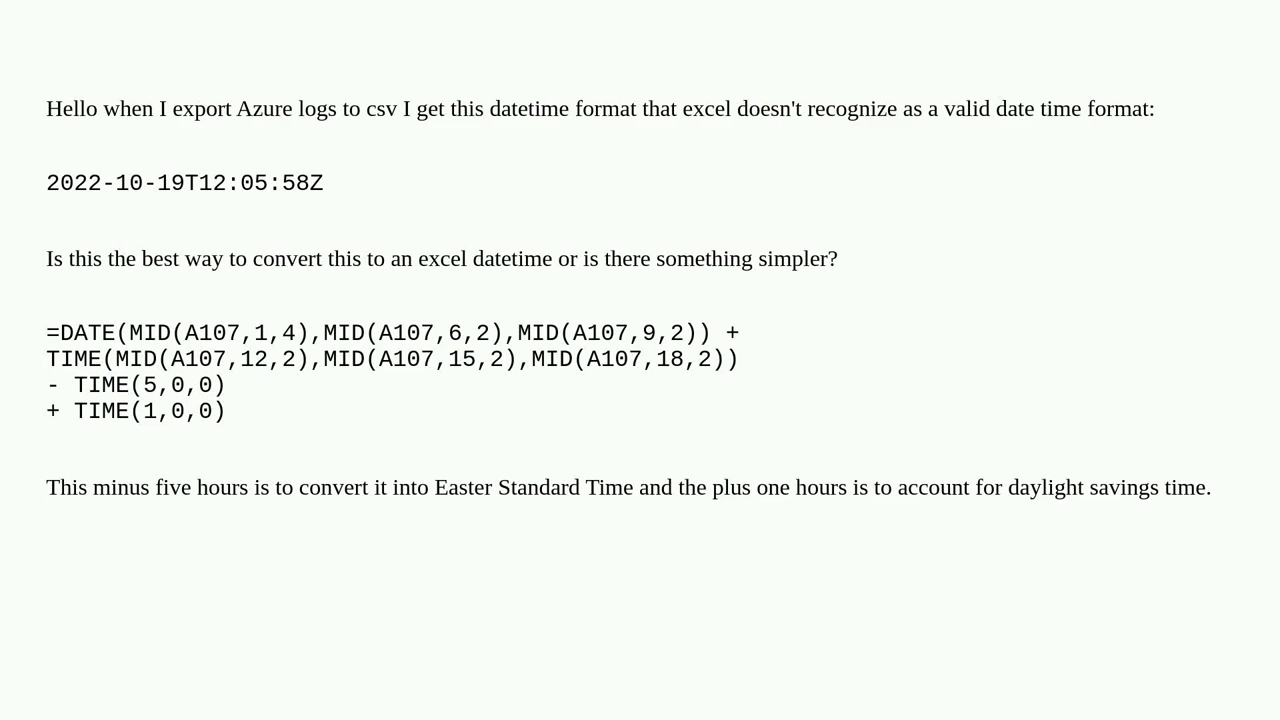 Hello when I export Azure logs to csv I get this datetime format that excel doesn't recognize as a valid date time format:
2022-10-19T12:05:58Z
Is this the best way to convert this to an excel datetime or is there something simpler?
=DATE(MID(A107,1,4),MID(A107,6,2),MID(A107,9,2)) +
TIME(MID(A107,12,2),MID(A107,15,2),MID(A107,18,2))
- TIME(5,0,0)
+ TIME(1,0,0)
This minus five hours is to convert it into Easter Standard Time and the plus one hours is to account for daylight savings time.